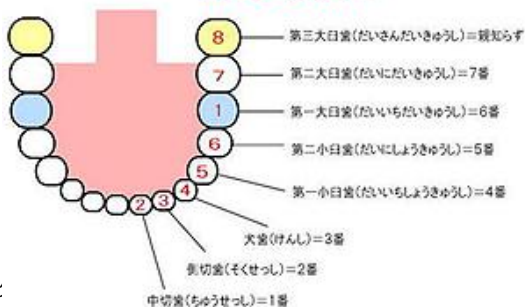 8 第三大臼歯(だいさんだいきゅうし)=親知らず
7 第二大臼歯(だいにだいきゅうし)=7番
1 第一大臼歯(だいいちだいきゅうし)=6番
6 第二小臼歯(だいにしょうきゅうし)=5番
5 第一小臼歯(だいいちしょうきゅうし)=4番
4 犬歯(けんし)=3番
3 側切歯(そくせっし)=2番
2 中切歯(ちゅうせっし)=1番